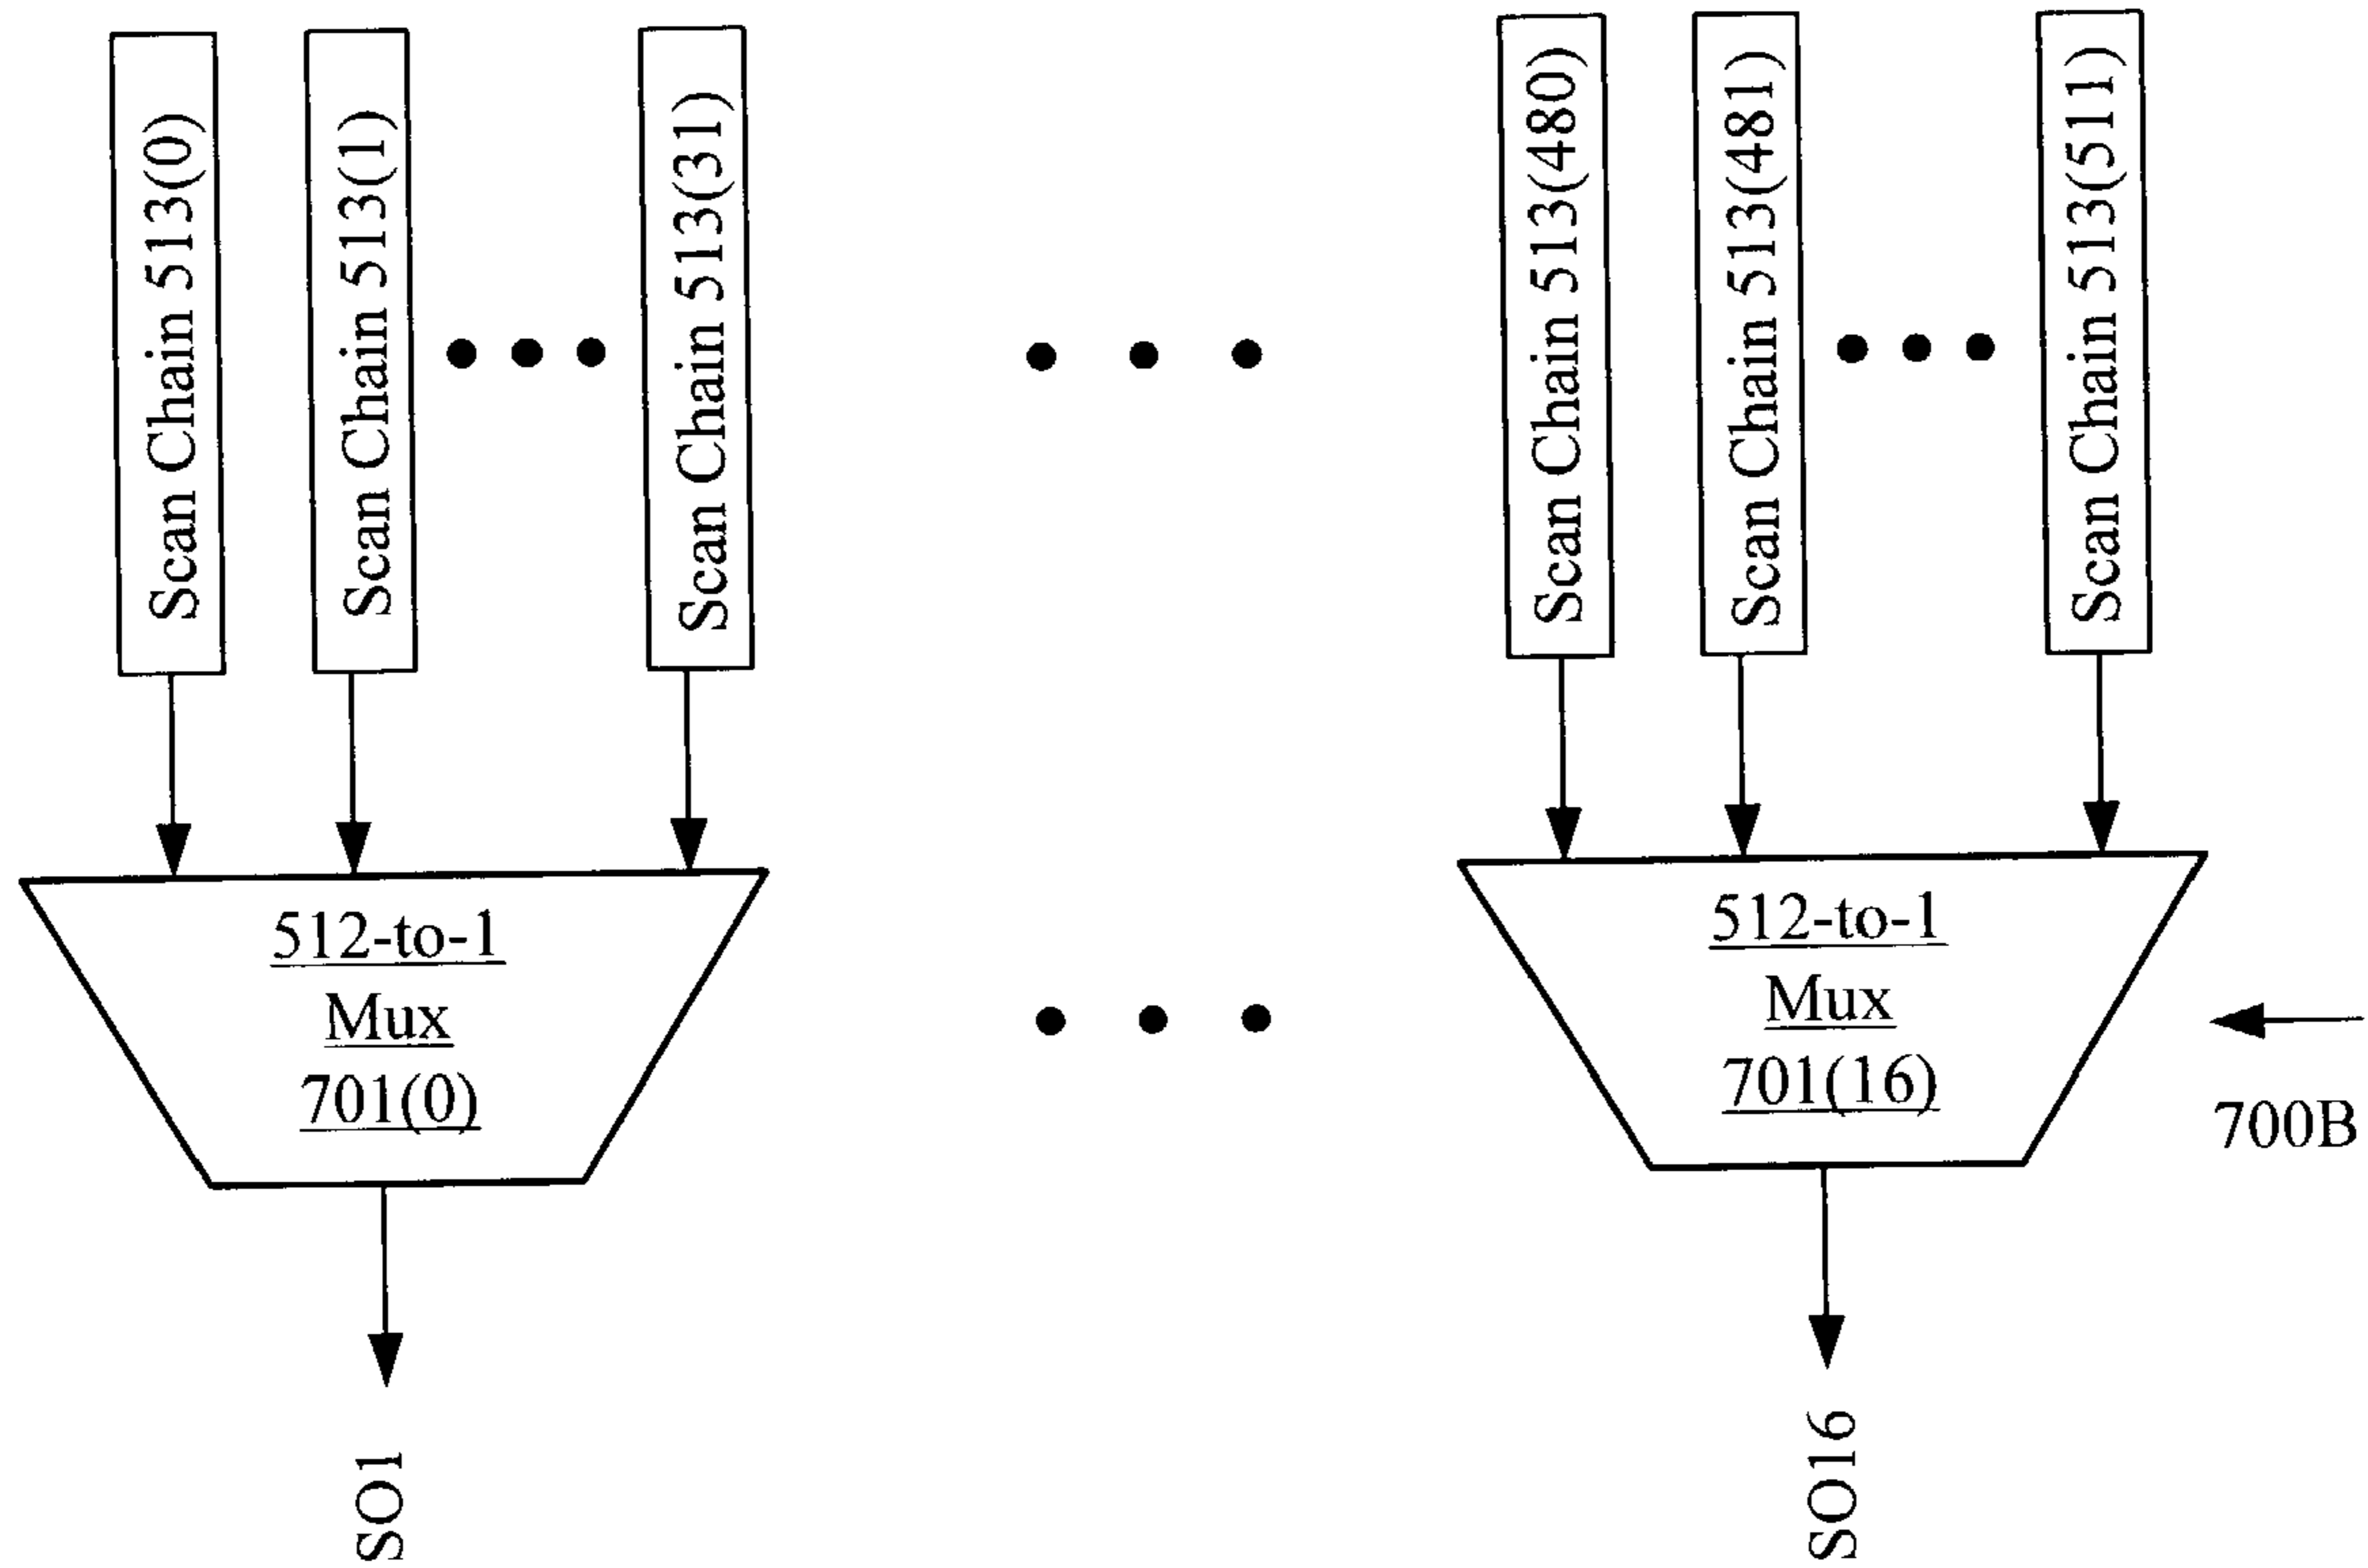 Scan Chain 513(0)
Scan Chain 513(1)
Scan Chain 513(31)
Scan Chain 513(480)
Scan Chain 513(481)
Scan Chain 513(511)
512-to-1
Mux
701(0)
512-to-1
Mux
701(16)
700B
SO1
SO16